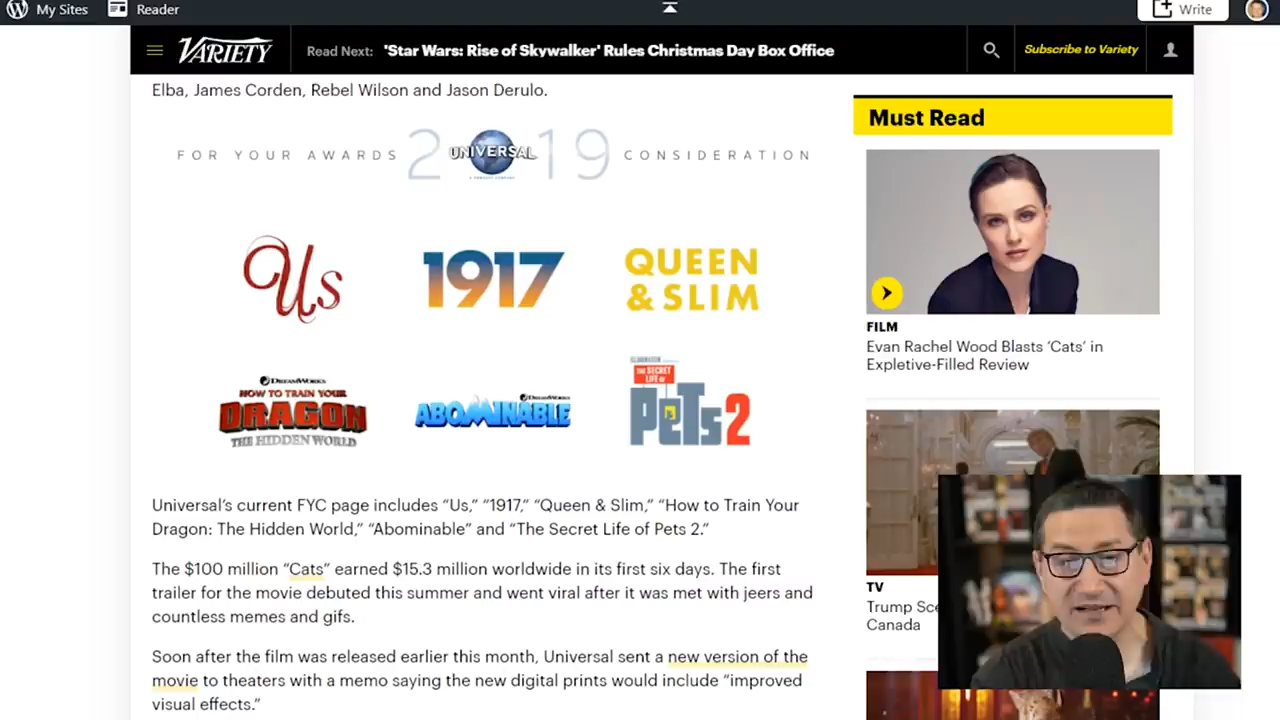 My Sites
Reader
Write
VARIETY
Read Next: 'Star Wars: Rise of Skywalker' Rules Christmas Day Box Office
Subscribe to Variety
Elba, James Corden, Rebel Wilson and Jason Derulo.
FOR YOUR AWARDS 2019 CONSIDERATION
UNIVERSAL
Us
1917
QUEEN
& SLIM
DREAMWORKS
HOW TO TRAIN YOUR
DRAGON
THE HIDDEN WORLD
DREAMWORKS
ABOMINABLE
THE SECRET
LIFE OF
PETS 2
Universal's current FYC page includes “Us,” “1917,” “Queen & Slim,” “How to Train Your
Dragon: The Hidden World,” “Abominable” and “The Secret Life of Pets 2.”
The $100 million “Cats” earned $15.3 million worldwide in its first six days. The first
trailer for the movie debuted this summer and went viral after it was met with jeers and
countless memes and gifs.
Soon after the film was released earlier this month, Universal sent a new version of the
movie to theaters with a memo saying the new digital prints would include “improved
visual effects.”
Must Read
FILM
Evan Rachel Wood Blasts ‘Cats’ in
Expletive-Filled Review
TV
Trump
Canada